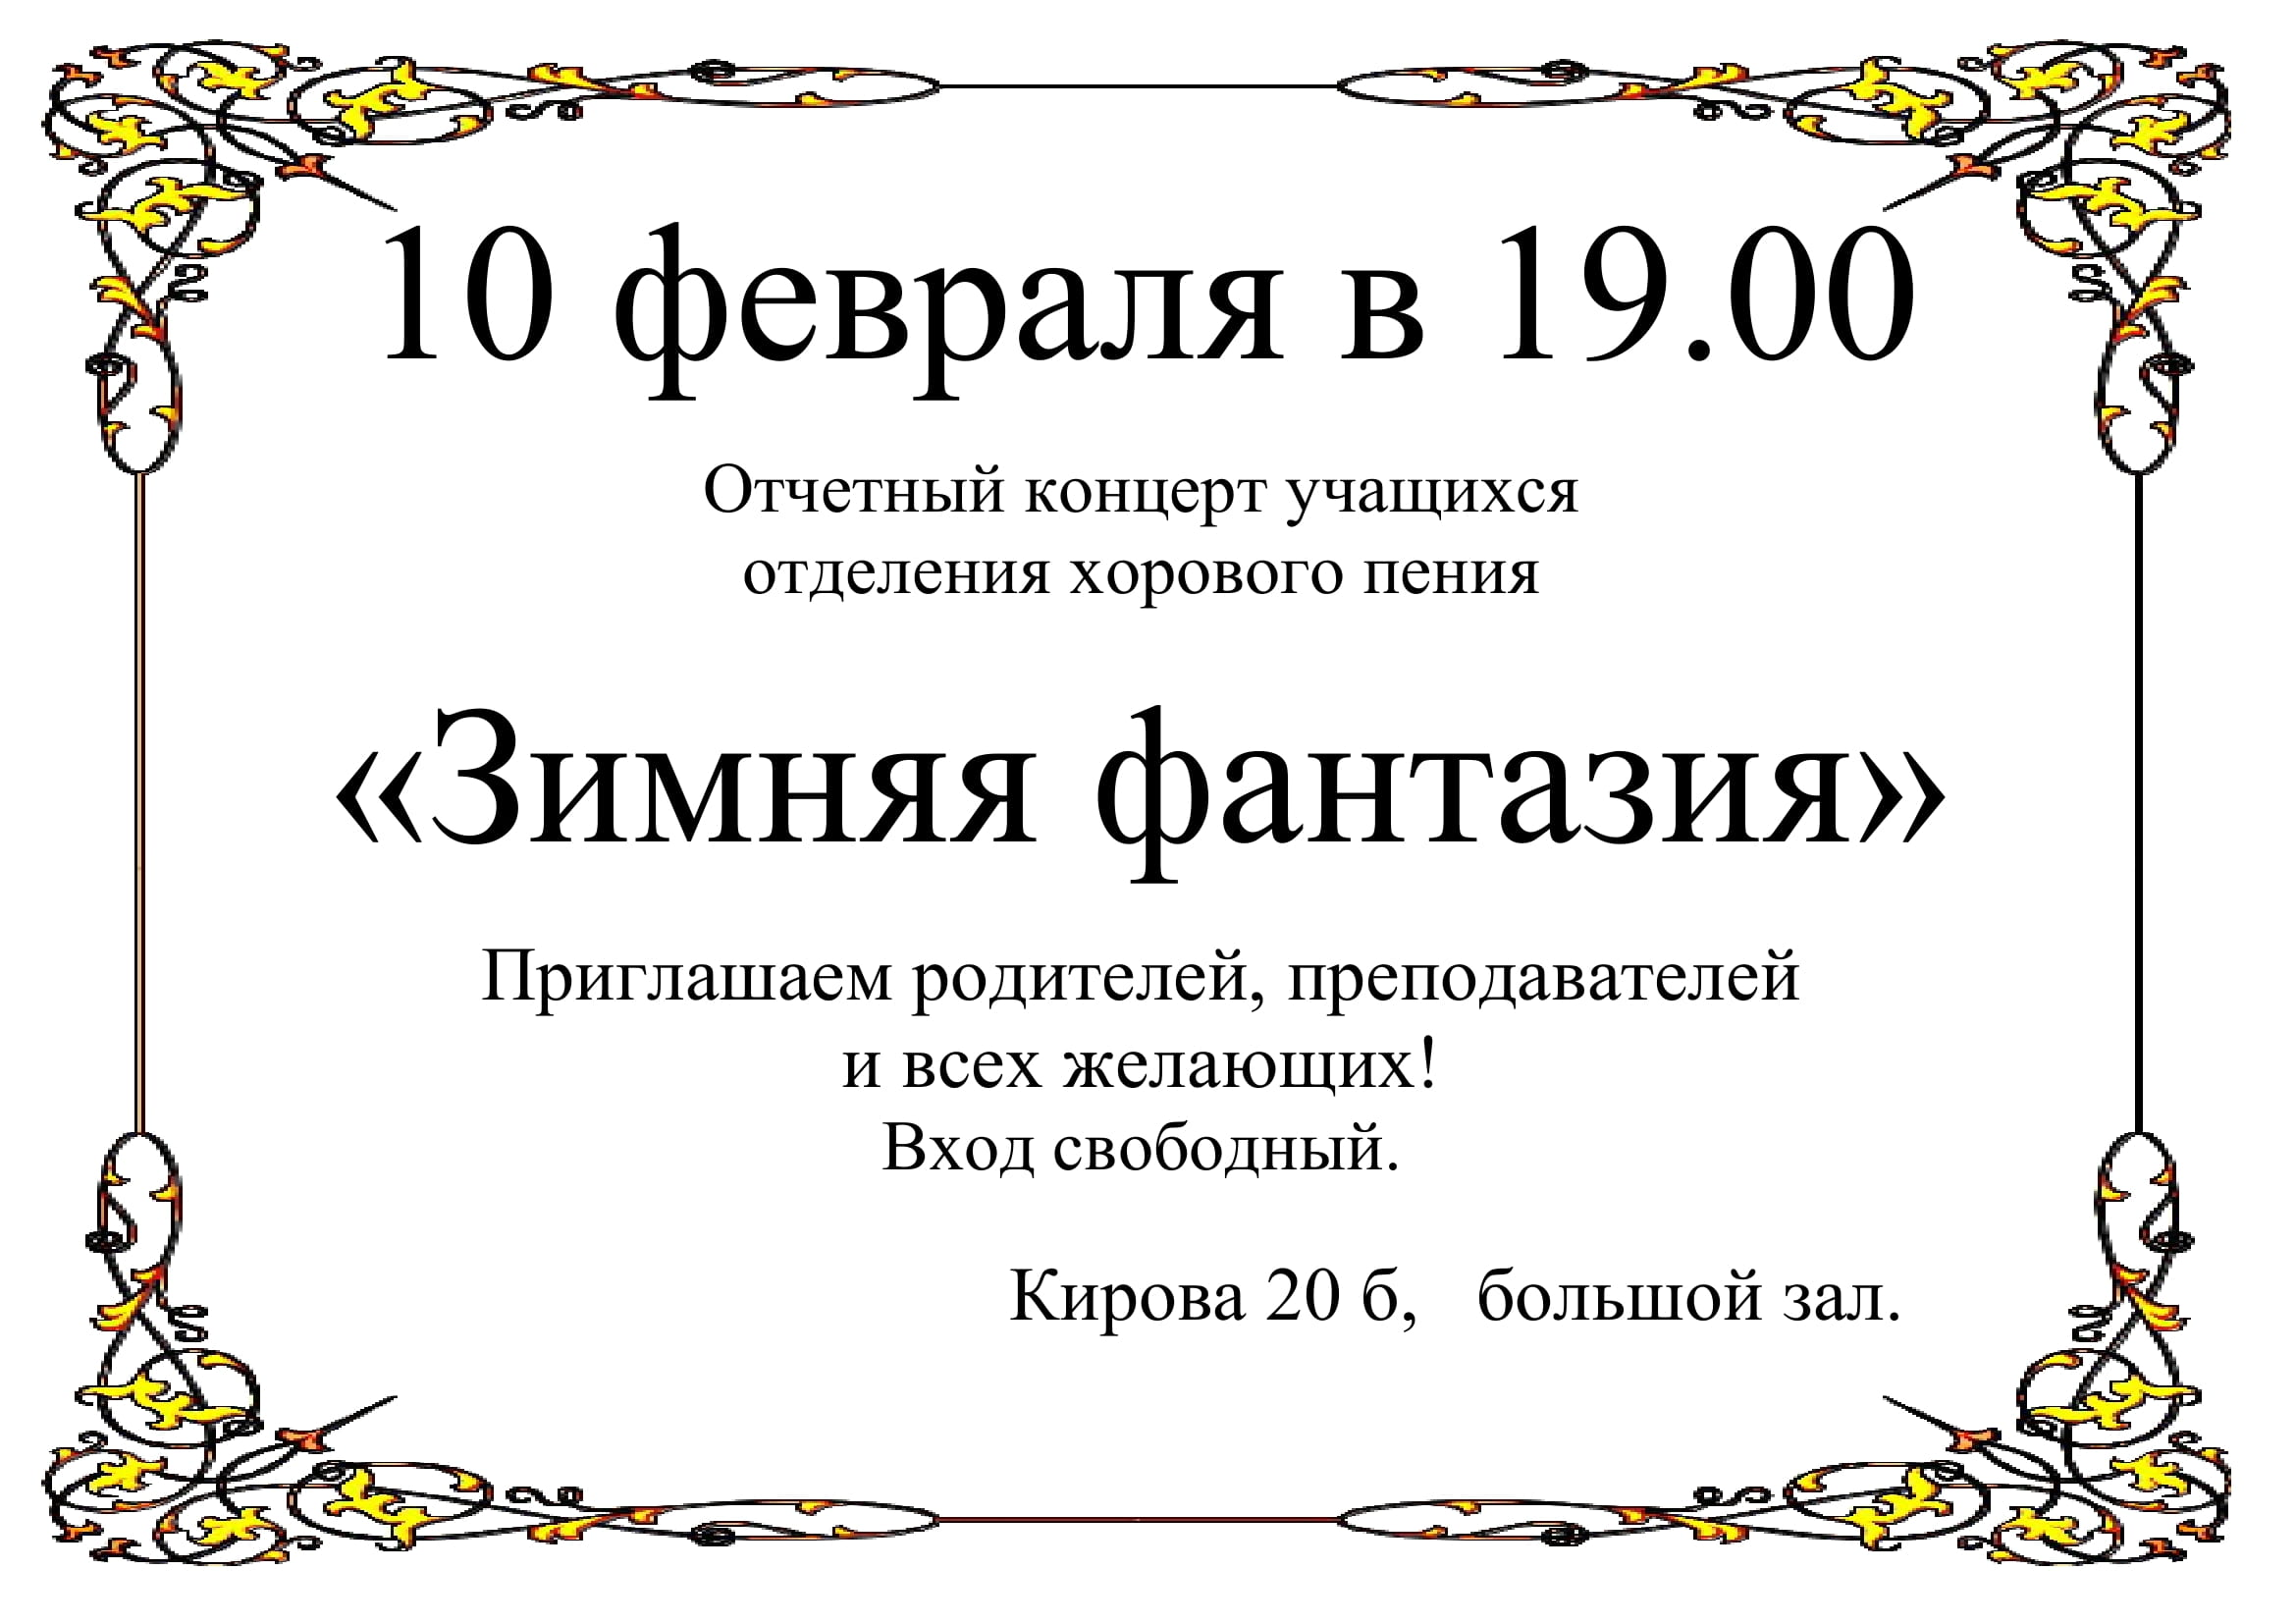 10 февраля в 19.00
Отчетный концерт учащихся
отделения хорового пения
«Зимняя фантазия»
Приглашаем родителей, преподавателей
и всех желающих!
Вход свободный.
Кирова 20 б, большой зал.